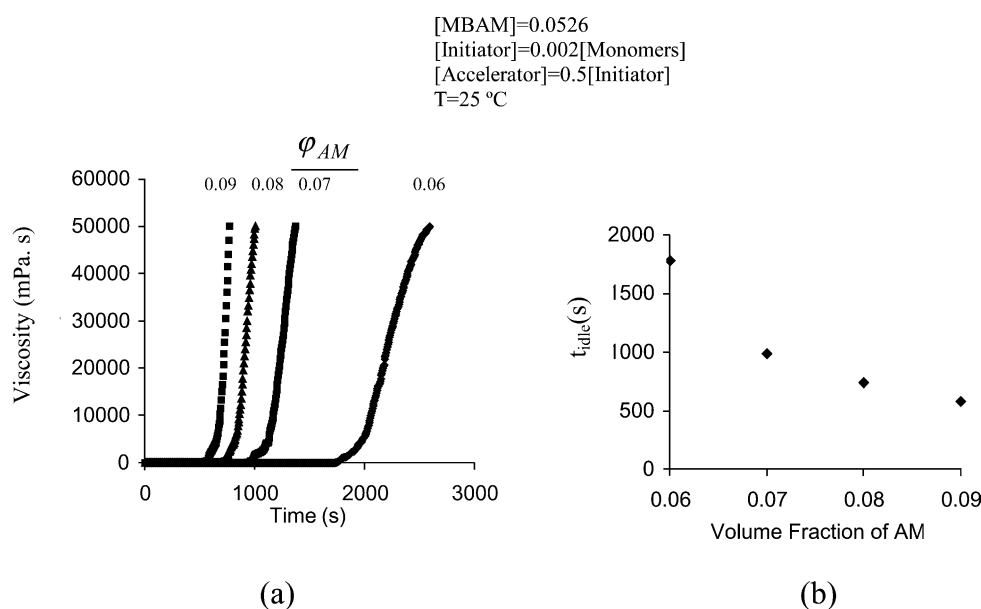 [MBAM]=0.0526
[Initiator]=0.002[Monomers]
[Accelerator]=0.5[Initiator]
T=25 ºC
φAM
0.09 0.08 0.07 0.06
60000
50000
40000
30000
20000
10000
0
Viscosity (mPa. s)
0 1000 2000 3000
Time (s)
(a)
2000
1500
1000
500
0
tidle(s)
0.06 0.07 0.08 0.09
Volume Fraction of AM
(b)